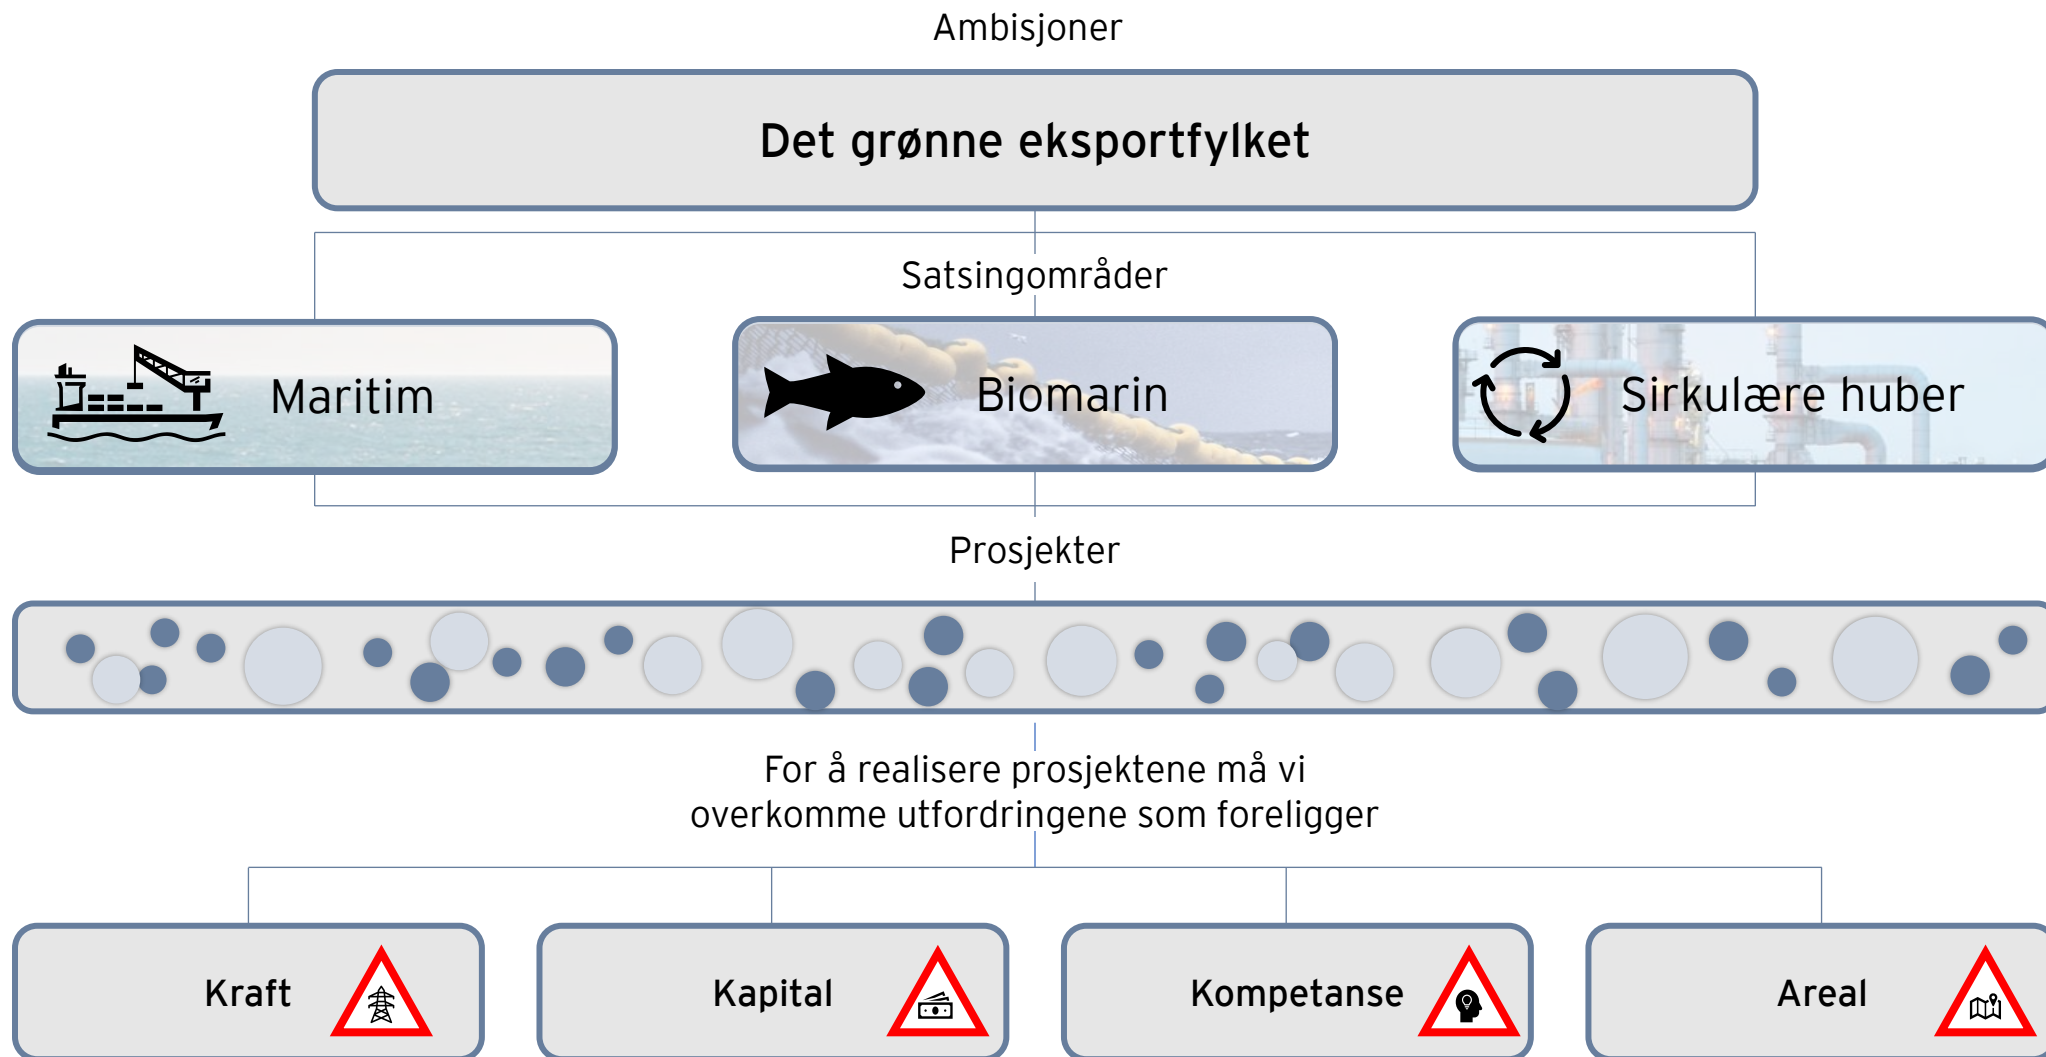 Ambisjoner
Det grønne eksportfylket
Satsingområder
Maritim
Biomarin
Sirkulære huber
Prosjekter
For å realisere prosjektene må vi
overkomme utfordringene som foreligger
Kraft
Kapital
Kompetanse
Areal